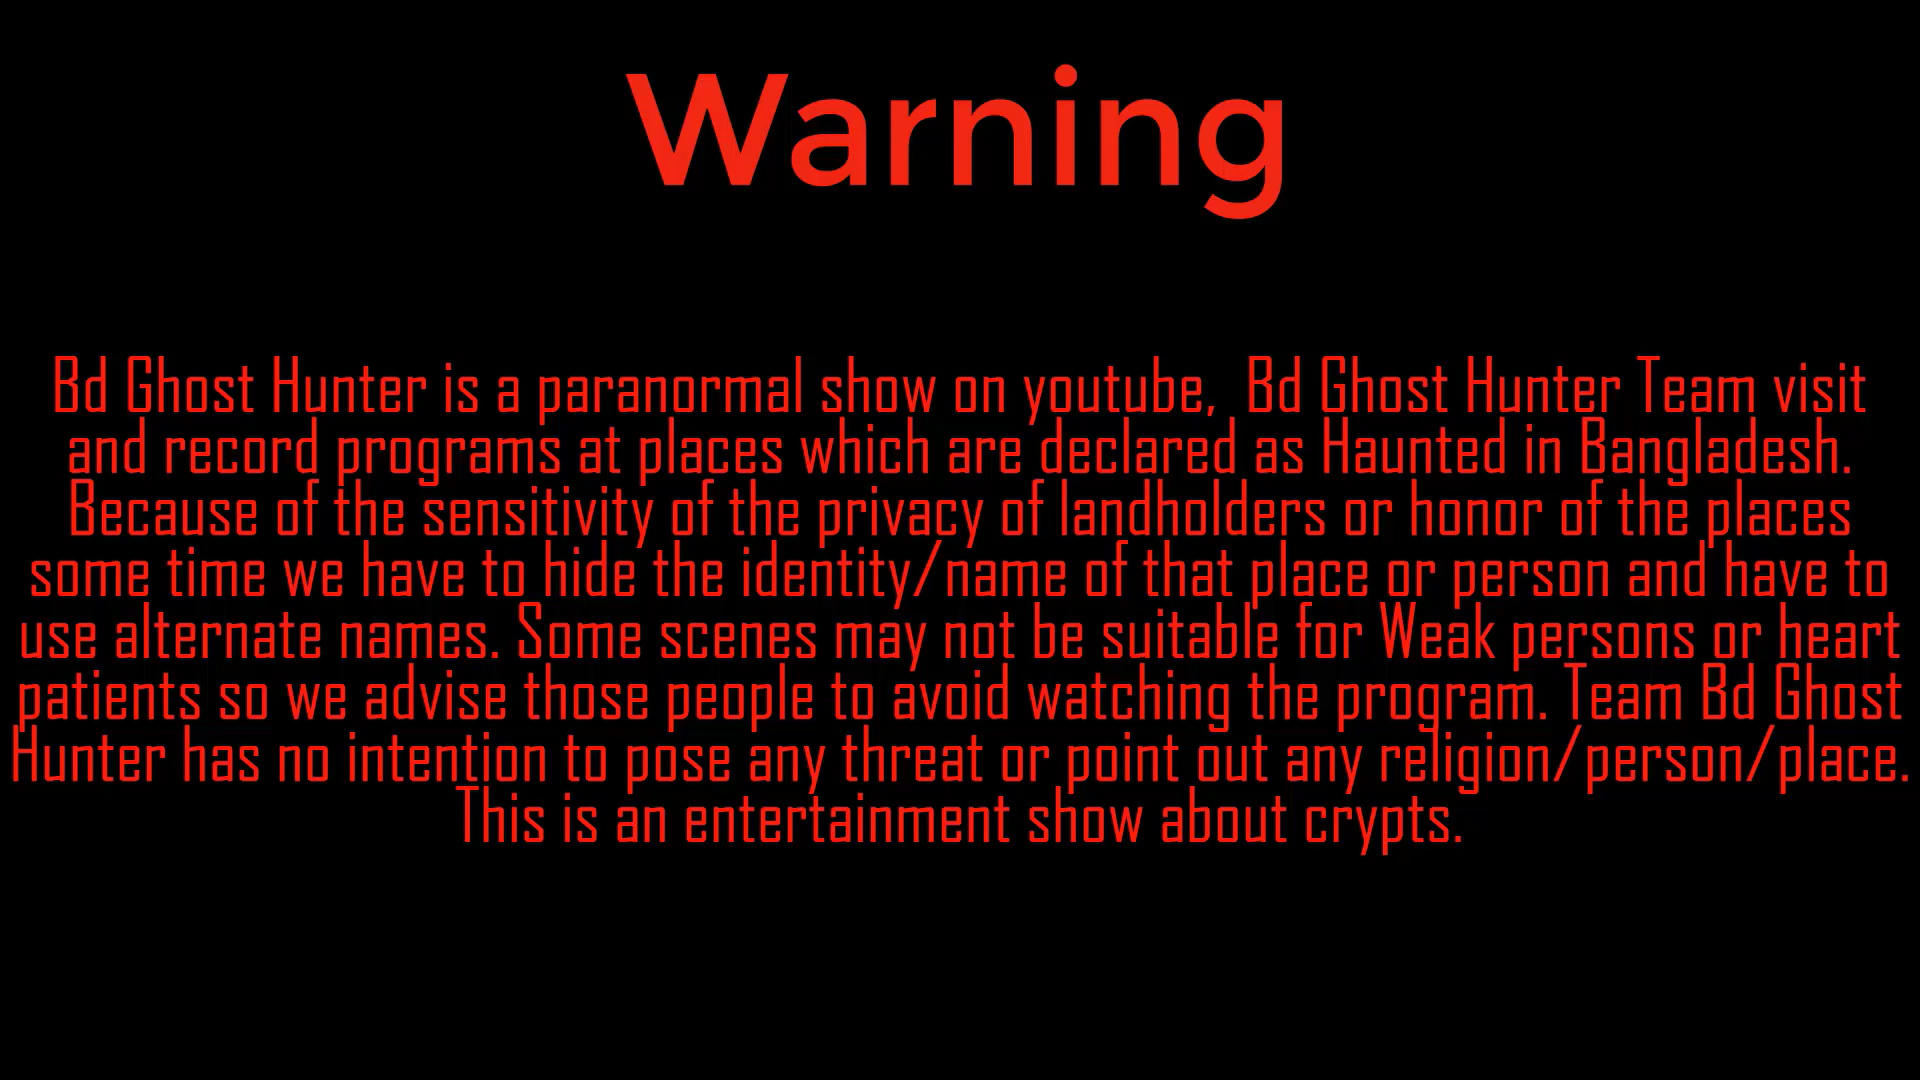 Warning
Bd Ghost Hunter is a paranormal show on youtube,  Bd Ghost Hunter Team visit
and record programs at places which are declared as Haunted in Bangladesh.
Because of the sensitivity of the privacy of landholders or honor of the places
some time we have to hide the identity/name of that place or person and have to
use alternate names. Some scenes may not be suitable for Weak persons or heart
patients so we advise those people to avoid watching the program. Team Bd Ghost
Hunter has no intention to pose any threat or point out any religion/person/place.
This is an entertainment show about crypts.